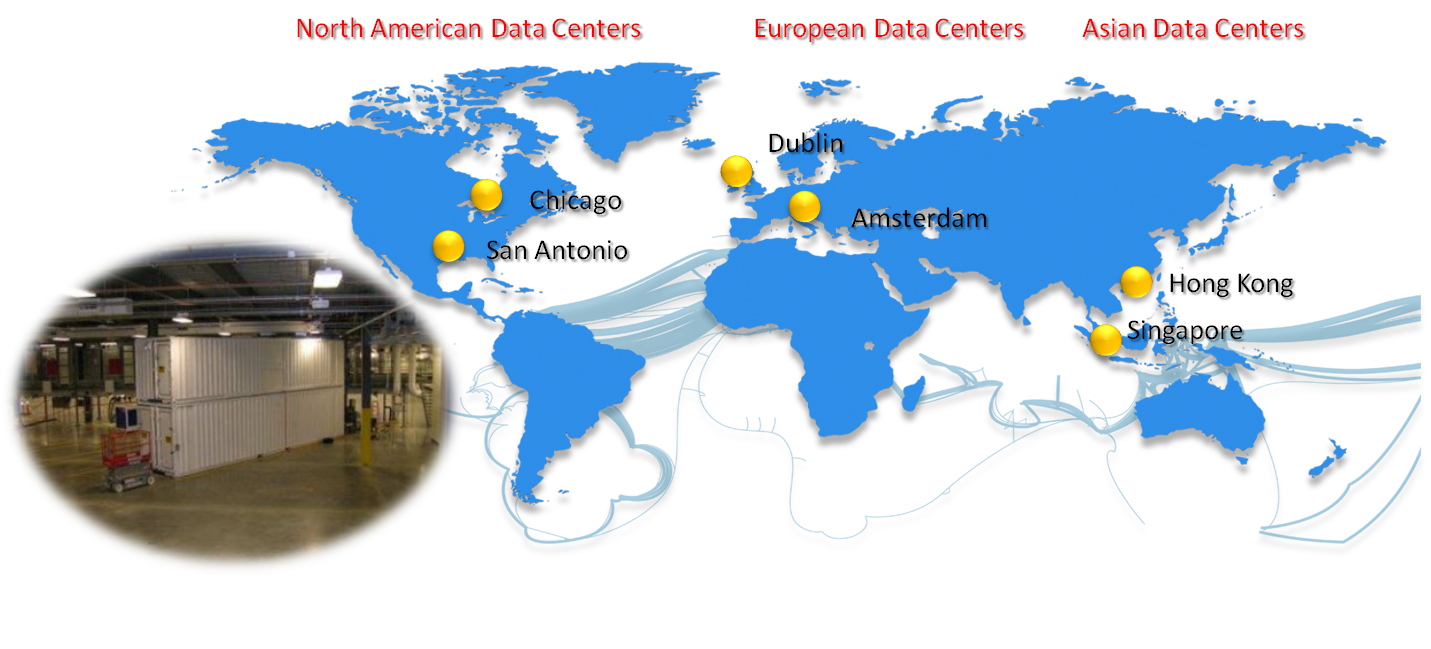 North American Data Centers
European Data Centers
Asian Data Centers
Dublin
Chicago
Amsterdam
San Antonio
Hong Kong
Singapore